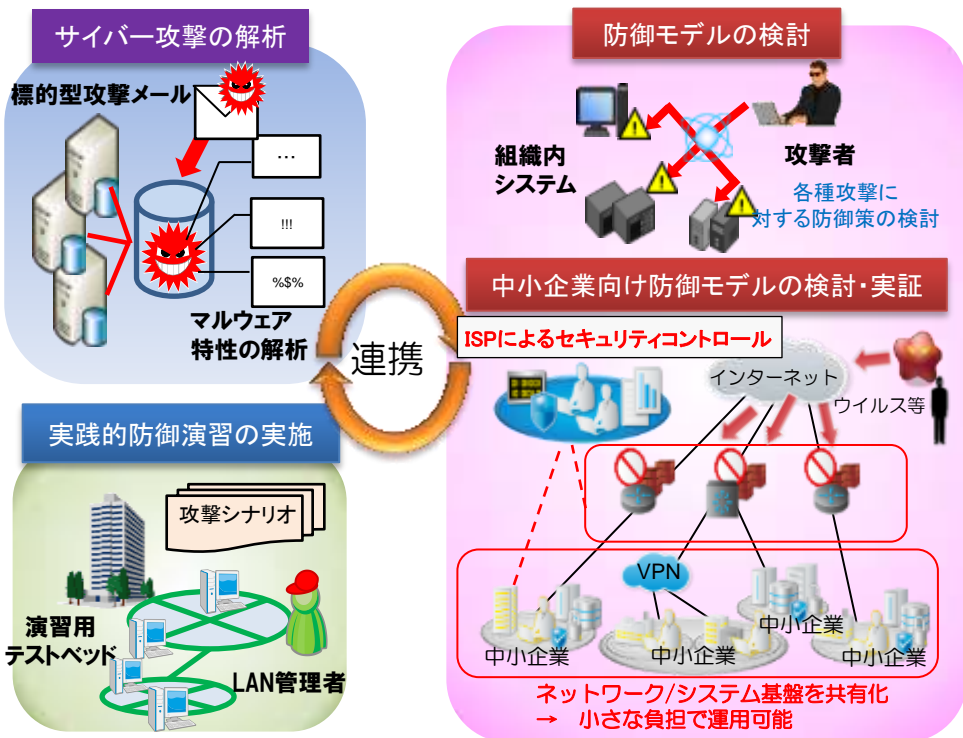 サイバー攻撃の解析
標的型攻撃メール
…
!!!
%$%
マルウェア
特性の解析
防御モデルの検討
組織内
システム
攻撃者
各種攻撃に
対する防御策の検討
連携
中小企業向け防御モデルの検討・実証
ISPによるセキュリティコントロール
インターネット
ウイルス等
VPN
中小企業
中小企業
中小企業
中小企業
ネットワーク/システム基盤を共有化
→ 小さな負担で運用可能
実践的防御演習の実施
攻撃シナリオ
演習用
テストベッド
LAN管理者